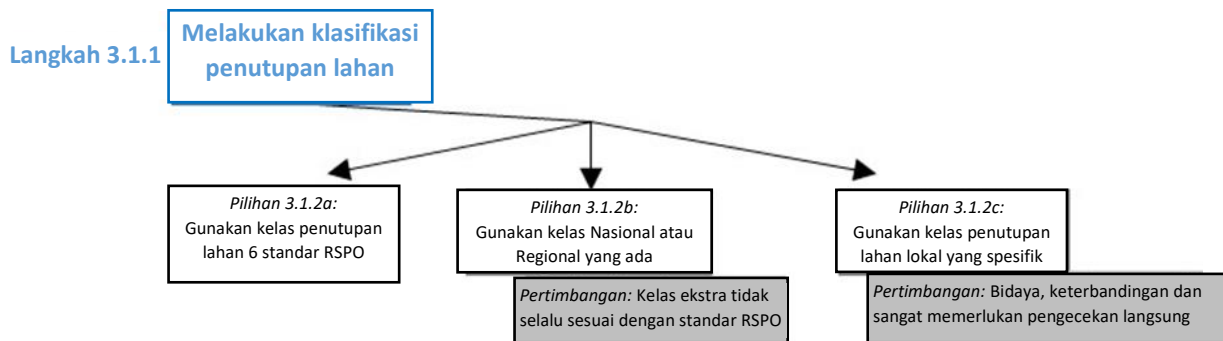 Langkah 3.1.1
Melakukan klasifikasi
penutupan lahan
Pilihan 3.1.2a:
Gunakan kelas penutupan
lahan 6 standar RSPO
Pilihan 3.1.2b:
Gunakan kelas Nasional atau
Regional yang ada
Pertimbangan: Kelas ekstra tidak
selalu sesuai dengan standar RSPO
Pilihan 3.1.2c:
Gunakan kelas penutupan
lahan lokal yang spesifik
Pertimbangan: Bidaya, keterbandingan dan
sangat memerlukan pengecekan langsung